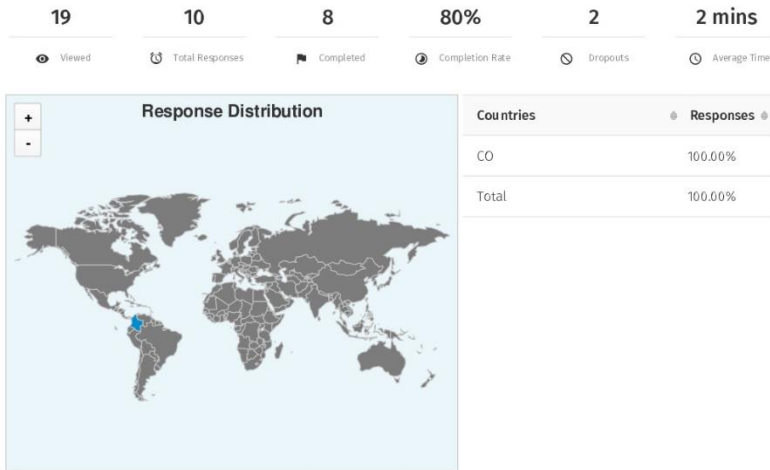 19 10 8 80% 2 2 mins
Viewed Total Responses Completed Completion Rate Dropouts Average Time
+
-
Response Distribution
Countries Responses
CO 100.00%
Total 100.00%